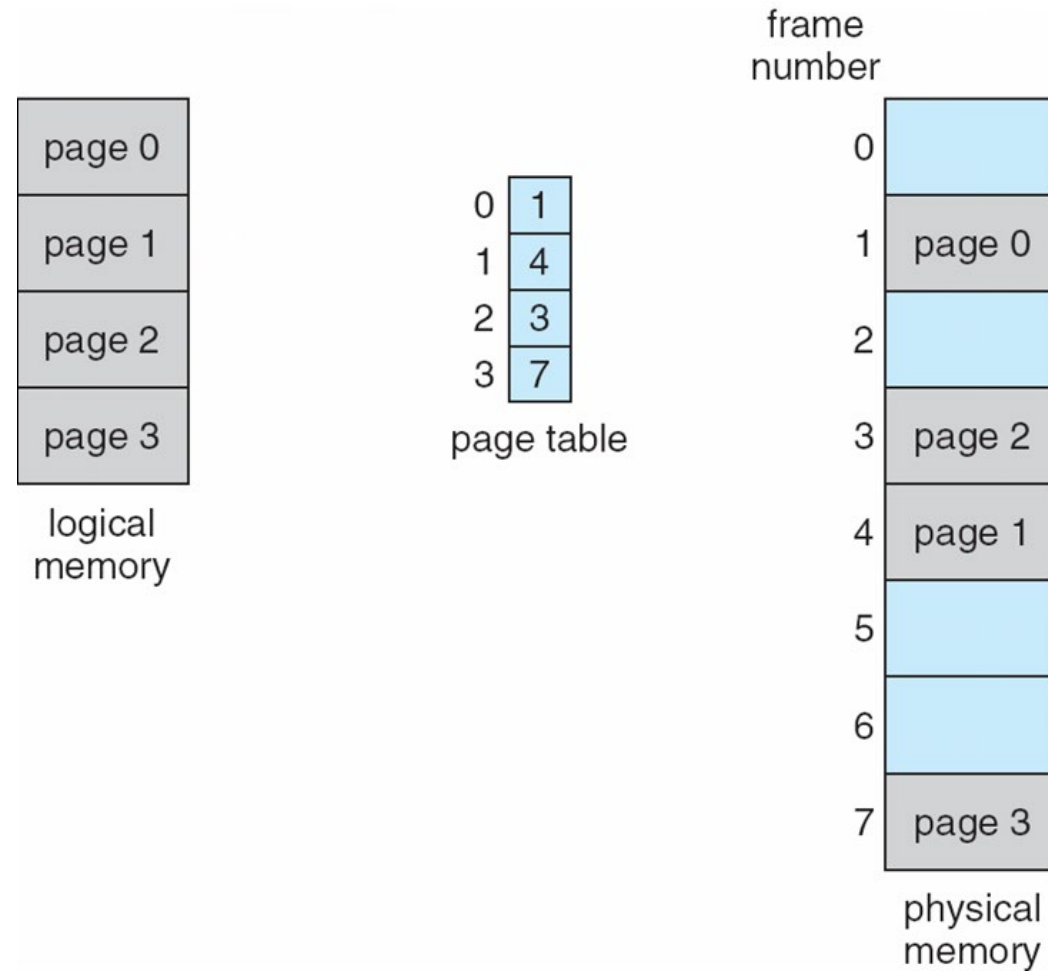 page 0
page 1
page 2
page 3
logical
memory
0 1
1 4
2 3
3 7
page table
frame
number
0
1 page 0
2
3 page 2
4 page 1
5
6
7 page 3
physical
memory